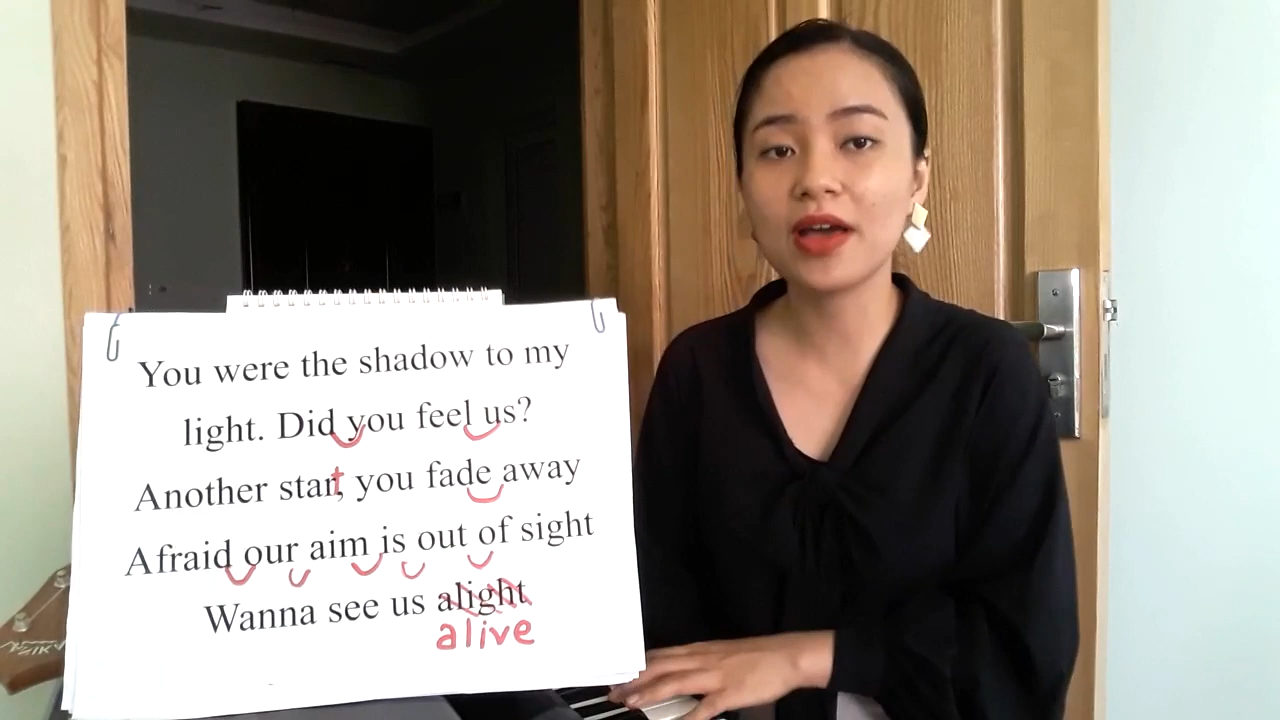 You were the shadow to my
light. Did you feel us?
Another start, you fade away
Afraid our aim is out of sight
Wanna see us alight
alive